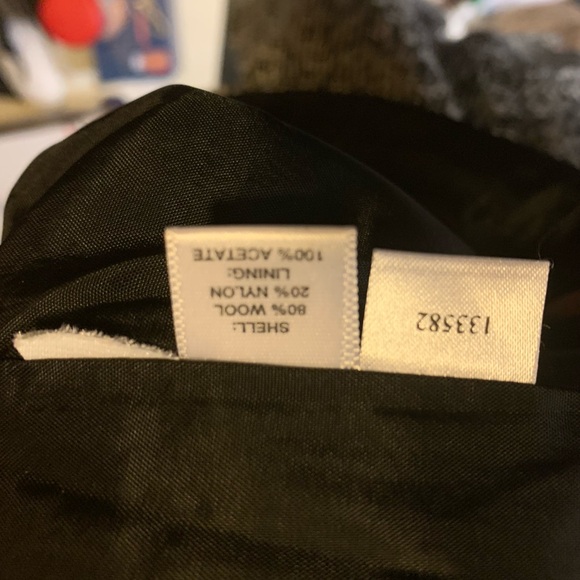 SHELL:
80% WOOL
20% NYLON
LINING:
100% ACETATE
133582